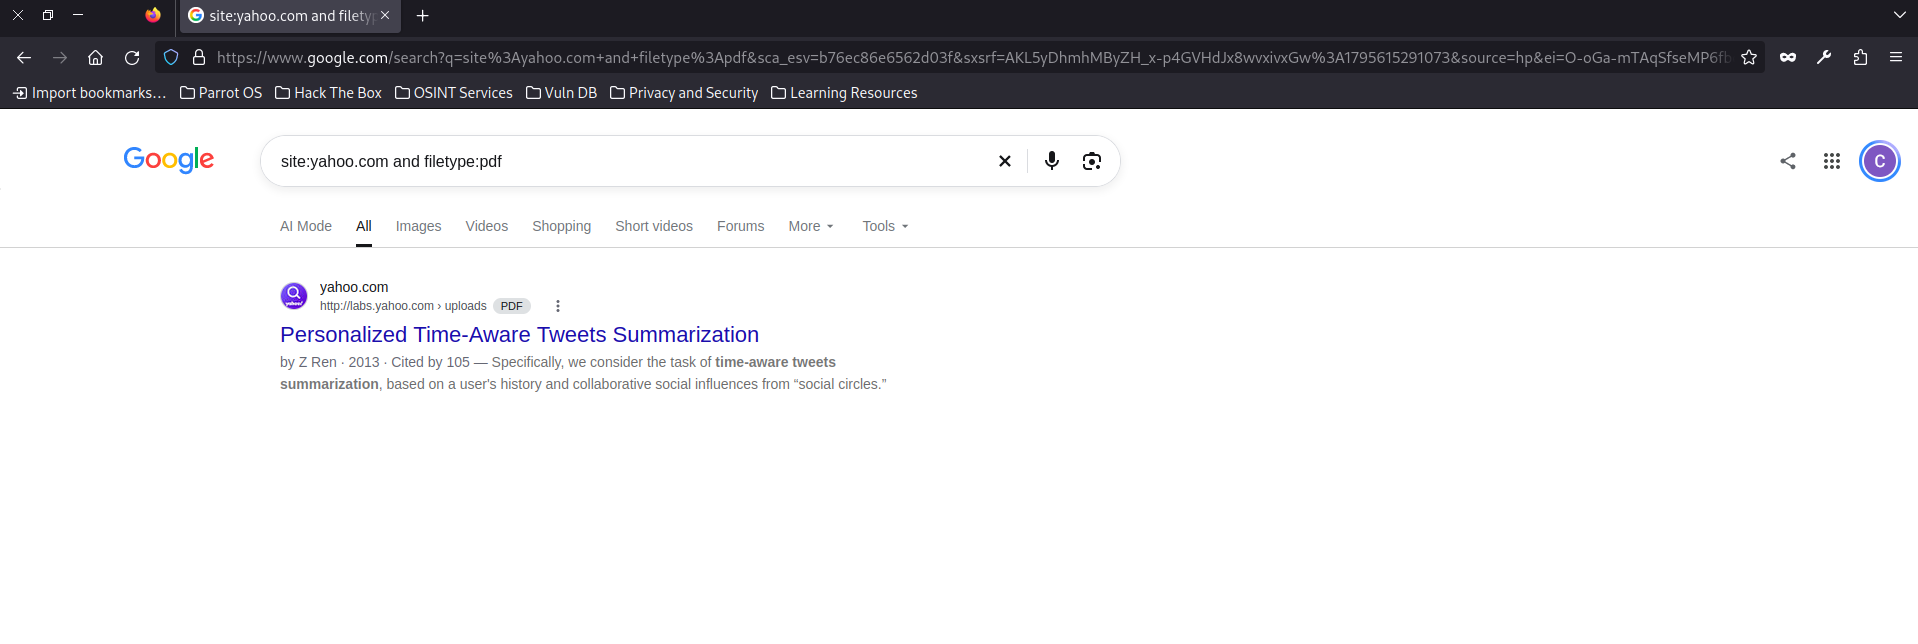 site:yahoo.com and filetyp
https://www.google.com/search?q=site%3Ayahoo.com+and+filetype%3Apdf&sca_esv=b76ec86e6562d03f&sxsrf=AKL5yDhmhMByZH_x-p4GVHdJx8wvxivxGw%3A1795615291073&source=hp&ei=O-oGa-mTAqSfseMP6fb
Import bookmarks... Parrot OS Hack The Box OSINT Services Vuln DB Privacy and Security Learning Resources
Google site:yahoo.com and filetype:pdf C
AI Mode All Images Videos Shopping Short videos Forums More Tools
yahoo.com
http://labs.yahoo.com › uploads PDF
Personalized Time-Aware Tweets Summarization
by Z Ren · 2013 · Cited by 105 — Specifically, we consider the task of time-aware tweets
summarization, based on a user's history and collaborative social influences from “social circles.”